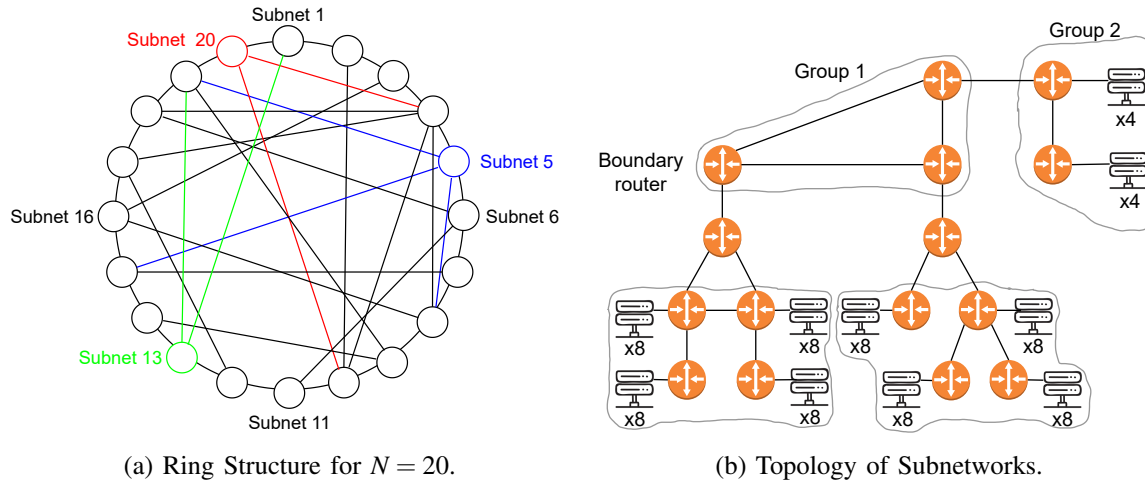 Subnet 1
Subnet 20
Subnet 5
Subnet 16
Subnet 6
Subnet 13
Subnet 11
(a) Ring Structure for N = 20.
Group 2
Group 1
x4
Boundary
router
x4
x8
x8
x8
x8
x8
x8
x8
x8
(b) Topology of Subnetworks.